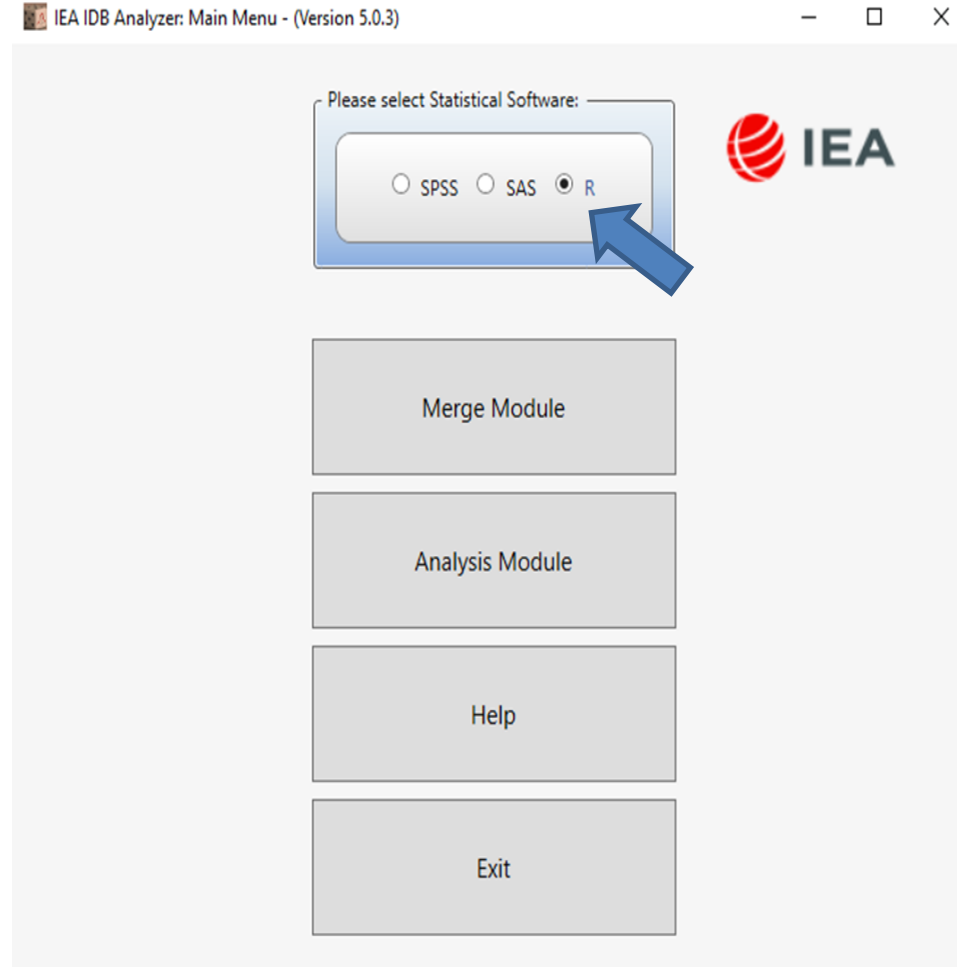 IEA IDB Analyzer: Main Menu - (Version 5.0.3)
Please select Statistical Software:
SPSS SAS R
IEA
Merge Module
Analysis Module
Help
Exit